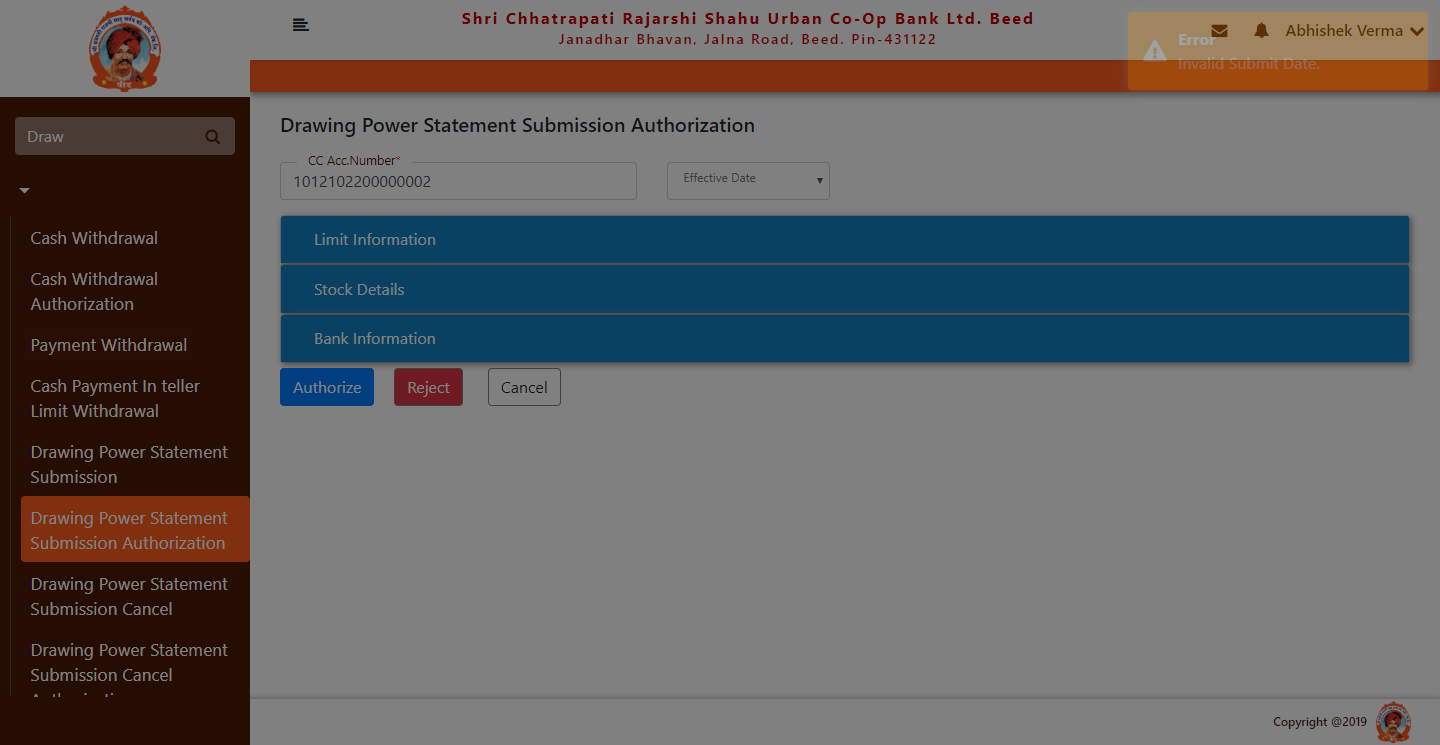 Shri Chhatrapati Rajarshi Shahu Urban Co-Op Bank Ltd. Beed
Janadhar Bhavan, Jalna Road, Beed. Pin-431122
Error
Invalid Submit Date.
Abhishek Verma
Draw
Cash Withdrawal
Cash Withdrawal
Authorization
Payment Withdrawal
Cash Payment In teller
Limit Withdrawal
Drawing Power Statement
Submission
Drawing Power Statement
Submission Authorization
Drawing Power Statement
Submission Cancel
Drawing Power Statement
Submission Cancel
Drawing Power Statement Submission Authorization
CC Acc.Number*
1012102200000002
Effective Date
Limit Information
Stock Details
Bank Information
Authorize
Reject
Cancel
Copyright @2019